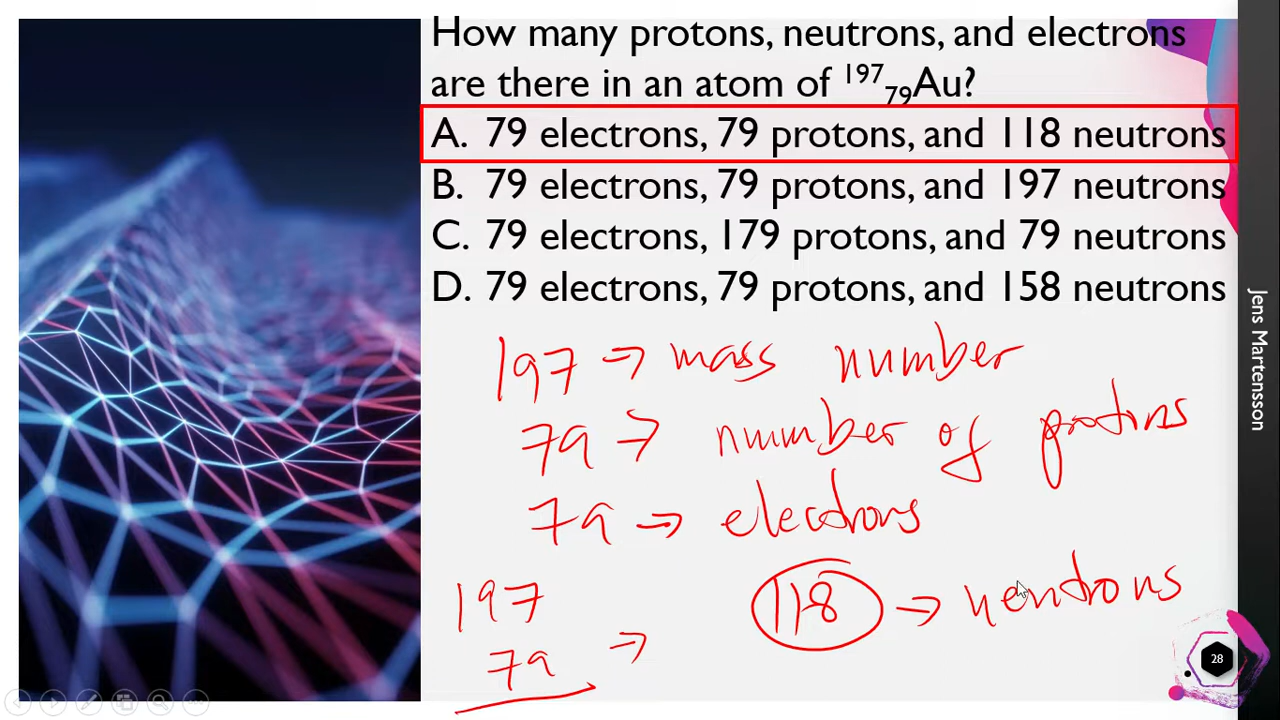 How many protons, neutrons, and electrons
are there in an atom of ¹⁹⁷₇₉Au?
A. 79 electrons, 79 protons, and 118 neutrons
B. 79 electrons, 79 protons, and 197 neutrons
C. 79 electrons, 179 protons, and 79 neutrons
D. 79 electrons, 79 protons, and 158 neutrons
197 → mass number
79 → number of protons
79 → electrons
197
79 →
118 → neutrons
Jens Martensson
28